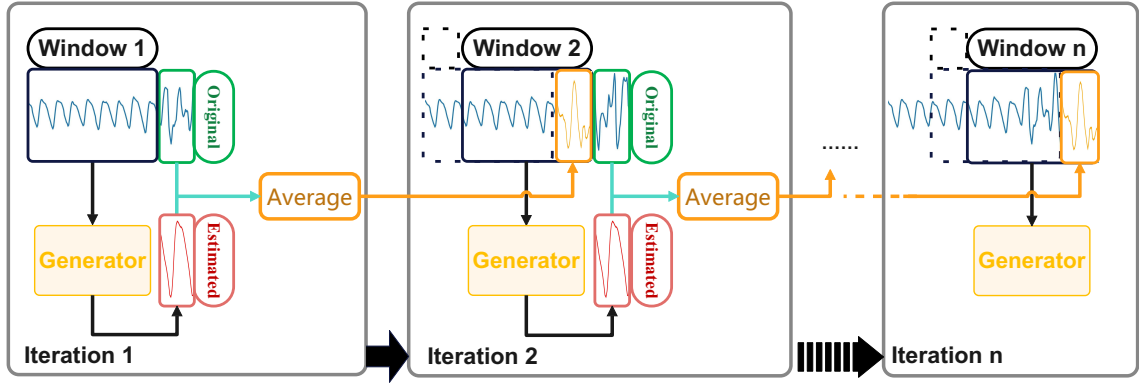 Window 1
Original
Average
Generator
Estimated
Iteration 1
Window 2
Original
Average
Generator
Estimated
Iteration 2
......
Window n
Generator
Iteration n